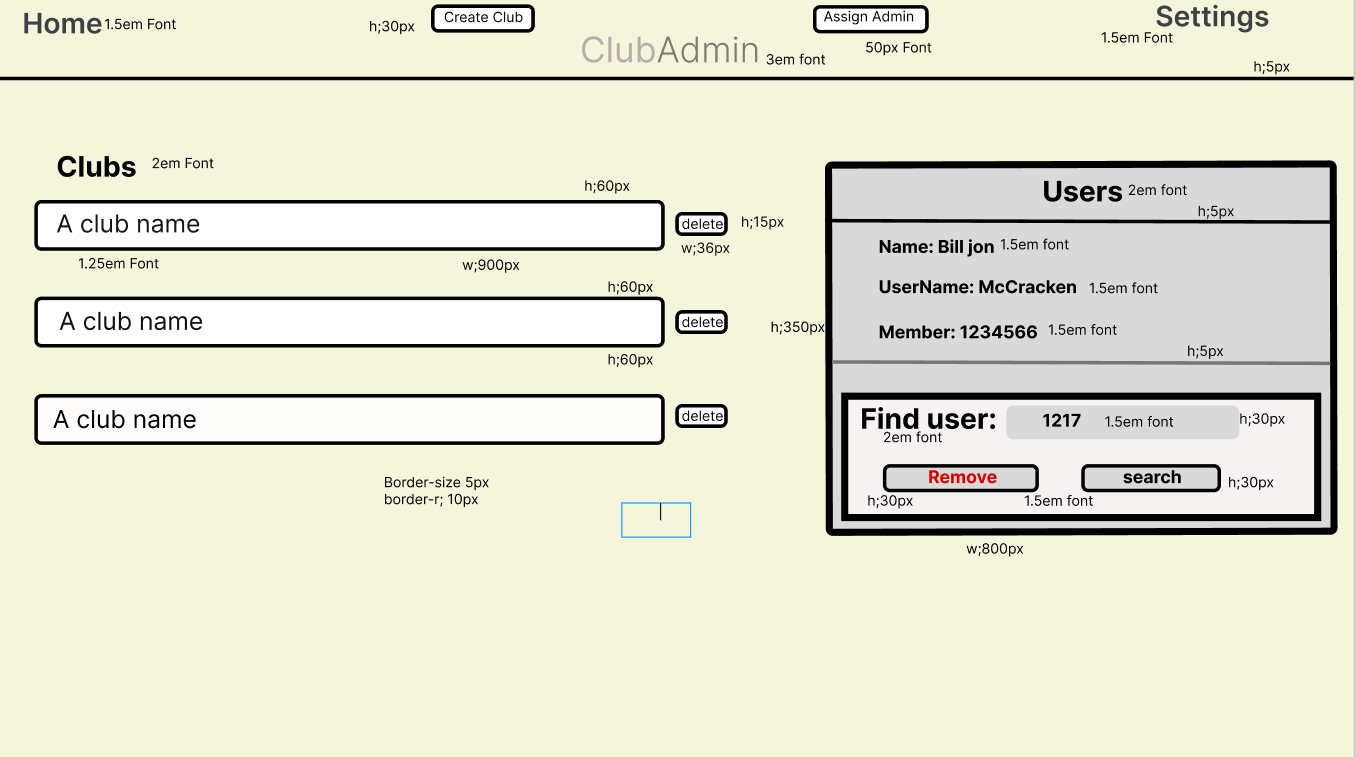 Home 1.5em Font
h;30px
Create Club
ClubAdmin 3em font
Assign Admin
50px Font
Settings
1.5em Font
h;5px
Clubs 2em Font
h;60px
A club name
delete
h;15px
w;36px
1.25em Font
w;900px
h;60px
A club name
delete
h;60px
A club name
delete
Border-size 5px
border-r; 10px
h;350px
Users 2em font
h;5px
Name: Bill jon 1.5em font
UserName: McCracken 1.5em font
Member: 1234566 1.5em font
h;5px
Find user: 1217 1.5em font h;30px
2em font
Remove
search
h;30px
h;30px
1.5em font
w;800px